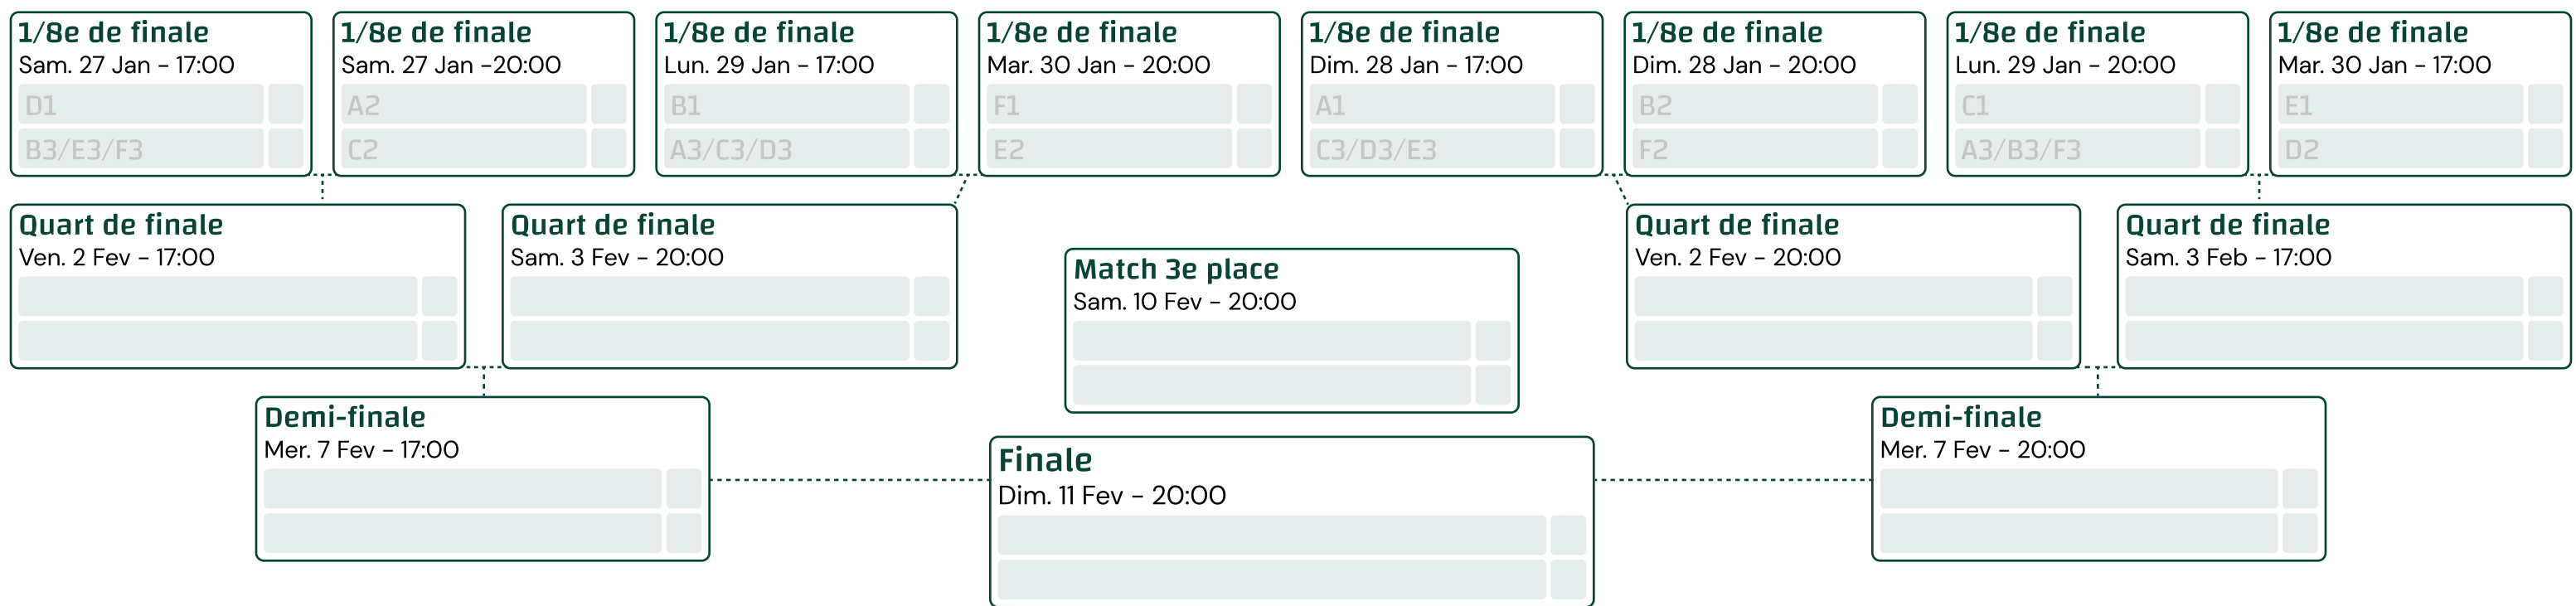 1/8e de finale
Sam. 27 Jan - 17:00
D1
B3/E3/F3
1/8e de finale
Sam. 27 Jan -20:00
A2
C2
1/8e de finale
Lun. 29 Jan - 17:00
B1
A3/C3/D3
1/8e de finale
Mar. 30 Jan - 20:00
F1
E2
1/8e de finale
Dim. 28 Jan - 17:00
A1
C3/D3/E3
1/8e de finale
Dim. 28 Jan - 20:00
B2
F2
1/8e de finale
Lun. 29 Jan - 20:00
C1
A3/B3/F3
1/8e de finale
Mar. 30 Jan - 17:00
E1
D2
Quart de finale
Ven. 2 Fev - 17:00
Quart de finale
Sam. 3 Fev - 20:00
Match 3e place
Sam. 10 Fev - 20:00
Quart de finale
Ven. 2 Fev - 20:00
Quart de finale
Sam. 3 Feb - 17:00
Demi-finale
Mer. 7 Fev - 17:00
Finale
Dim. 11 Fev - 20:00
Demi-finale
Mer. 7 Fev - 20:00